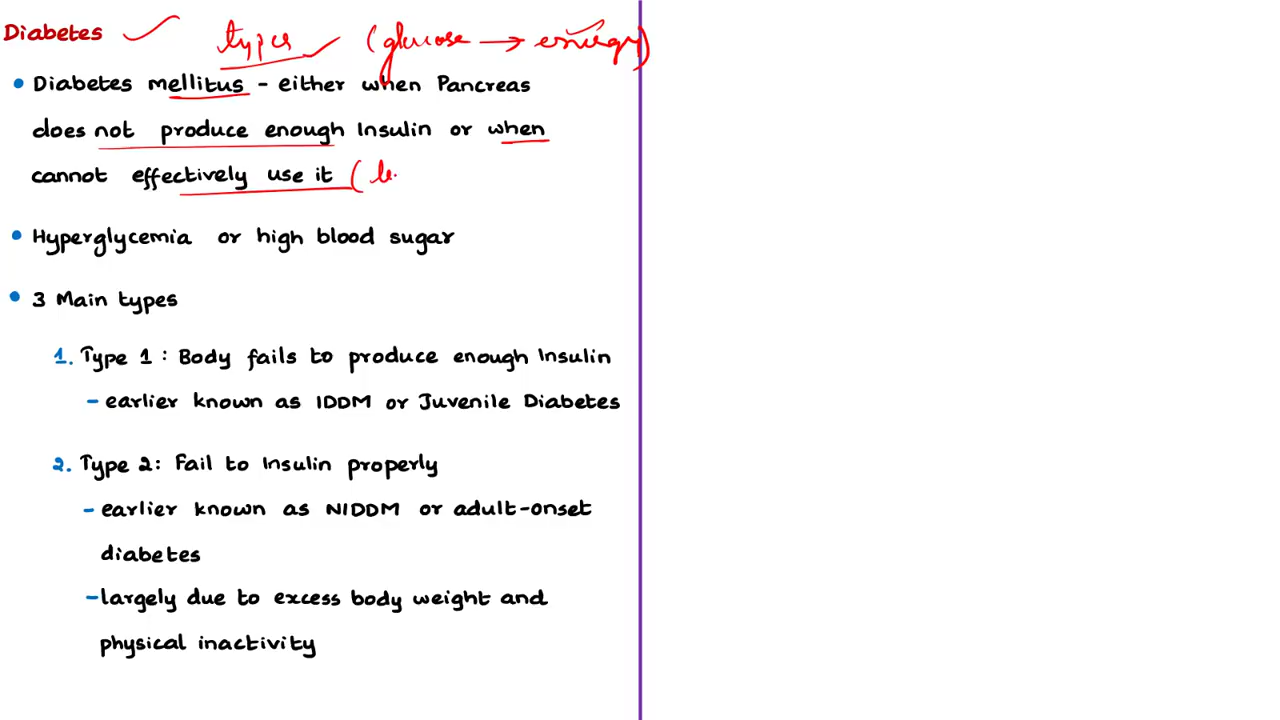 Diabetes types (glucose → energy)
• Diabetes mellitus - either when Pancreas
does not produce enough Insulin or when
cannot effectively use it (
• Hyperglycemia or high blood sugar
• 3 Main types
1. Type 1 : Body fails to produce enough Insulin
- earlier known as IDDM or Juvenile Diabetes
2. Type 2: Fail to Insulin properly
- earlier known as NIDDM or adult-onset
diabetes
- largely due to excess body weight and
physical inactivity